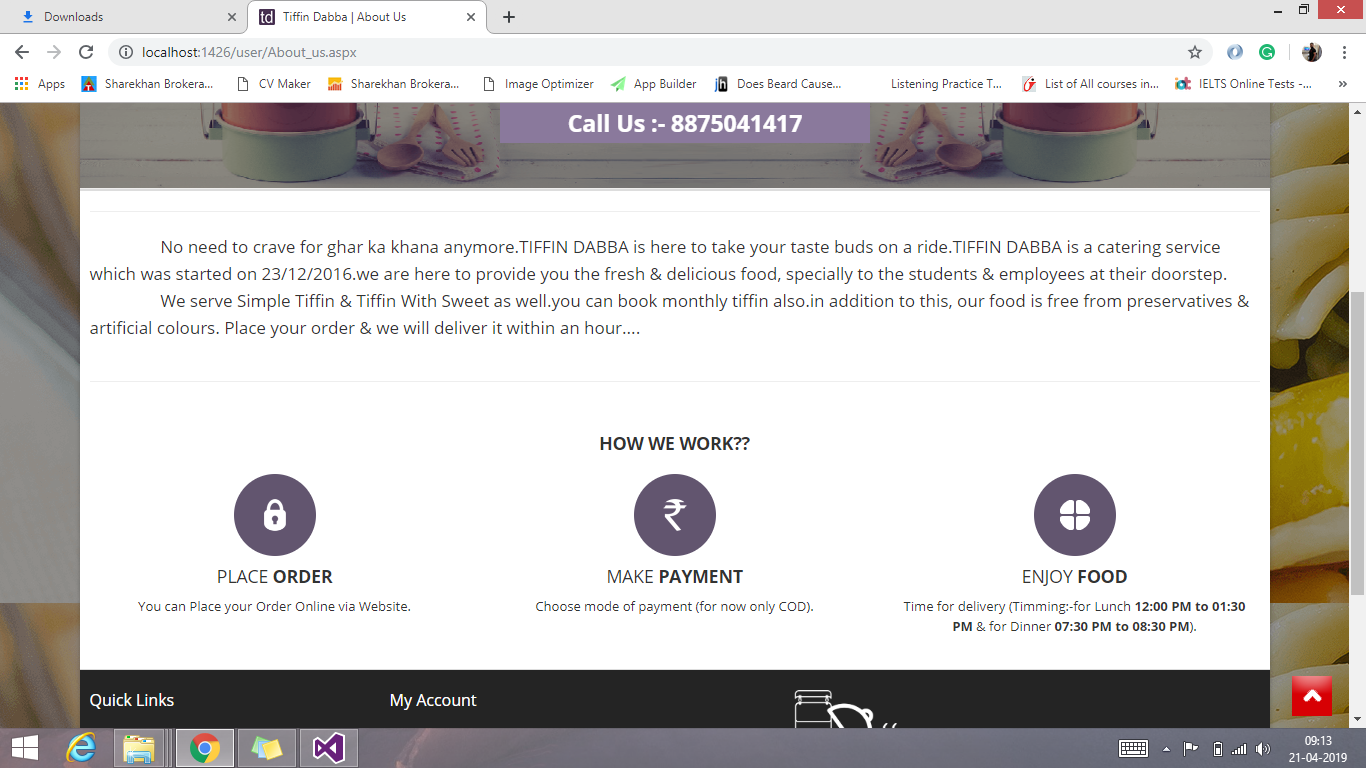 Downloads
td Tiffin Dabba | About Us
localhost:1426/user/About_us.aspx
Apps Sharekhan Brokera... CV Maker Sharekhan Brokera... Image Optimizer App Builder jh Does Beard Cause... Listening Practice T... List of All courses in... IELTS Online Tests -... »
Call Us :- 8875041417
No need to crave for ghar ka khana anymore.TIFFIN DABBA is here to take your taste buds on a ride.TIFFIN DABBA is a catering service
which was started on 23/12/2016.we are here to provide you the fresh & delicious food, specially to the students & employees at their doorstep.
We serve Simple Tiffin & Tiffin With Sweet as well.you can book monthly tiffin also.in addition to this, our food is free from preservatives &
artificial colours. Place your order & we will deliver it within an hour....
HOW WE WORK??
₹
PLACE ORDER
You can Place your Order Online via Website.
MAKE PAYMENT
Choose mode of payment (for now only COD).
ENJOY FOOD
Time for delivery (Timming:-for Lunch 12:00 PM to 01:30
PM & for Dinner 07:30 PM to 08:30 PM).
Quick Links
My Account
09:13
21-04-2019